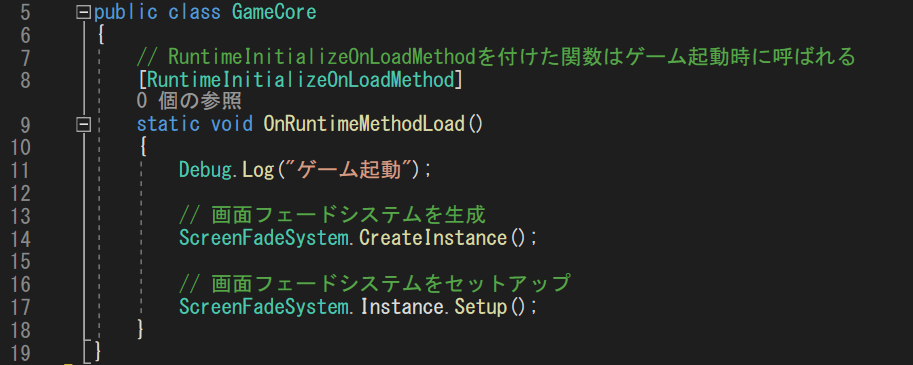 5 public class GameCore
6 {
7 // RuntimeInitializeOnLoadMethodを付けた関数はゲーム起動時に呼ばれる
8 [RuntimeInitializeOnLoadMethod]
0 個の参照
9 static void OnRuntimeMethodLoad()
10 {
11 Debug.Log("ゲーム起動");
12
13 // 画面フェードシステムを生成
14 ScreenFadeSystem.CreateInstance();
15
16 // 画面フェードシステムをセットアップ
17 ScreenFadeSystem.Instance.Setup();
18 }
19 }